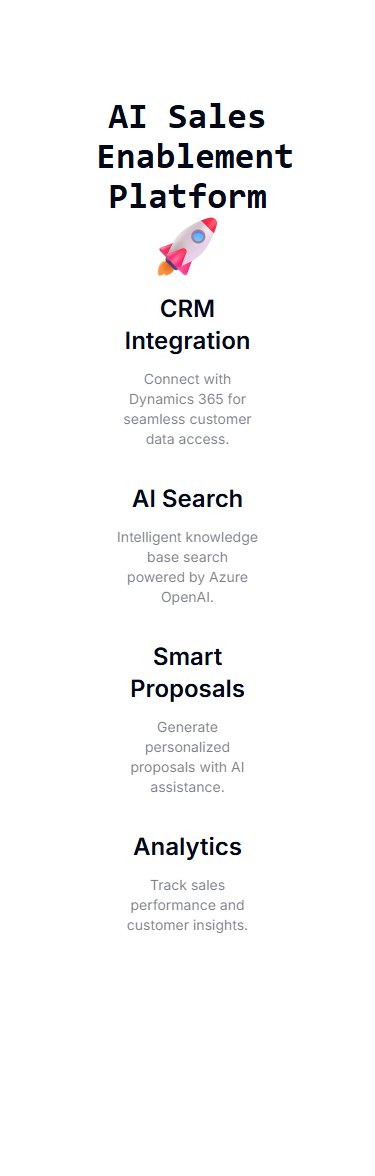 AI Sales
Enablement
Platform
CRM
Integration
Connect with
Dynamics 365 for
seamless customer
data access.
AI Search
Intelligent knowledge
base search
powered by Azure
OpenAI.
Smart
Proposals
Generate
personalized
proposals with AI
assistance.
Analytics
Track sales
performance and
customer insights.